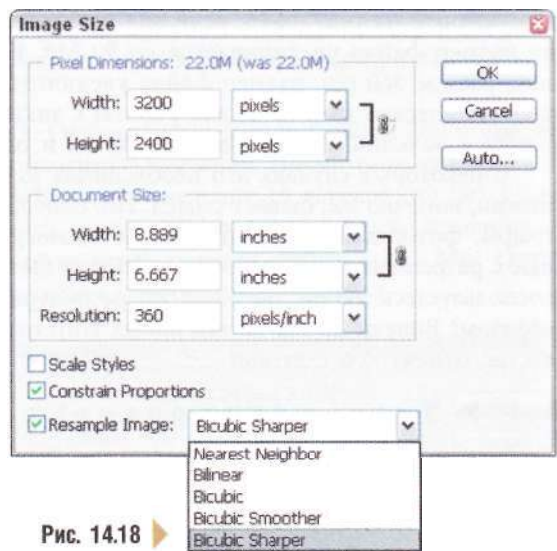 Image Size
Pixel Dimensions: 22.0M (was 22.0M)
Width: 3200 pixels
Height: 2400 pixels
OK
Cancel
Auto...
Document Size:
Width: 8.889 inches
Height: 6.667 inches
Resolution: 360 pixels/inch
Scale Styles
Constrain Proportions
Resample Image: Bicubic Sharper
Nearest Neighbor
Bilinear
Bicubic
Bicubic Smoother
Bicubic Sharper
Рис. 14.18